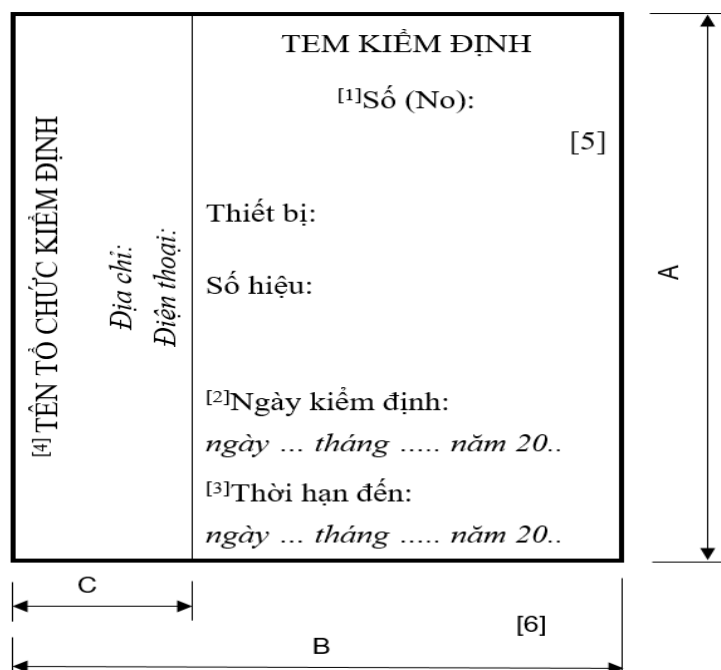 TEM KIỂM ĐỊNH
[1]Số (No):
[5]
Thiết bị:
Số hiệu:
[2]Ngày kiểm định:
ngày ... tháng ..... năm 20..
[3]Thời hạn đến:
ngày ... tháng ..... năm 20..
[4]TÊN TỔ CHỨC KIỂM ĐỊNH
Địa chỉ:
Điện thoại:
A
C
[6]
B